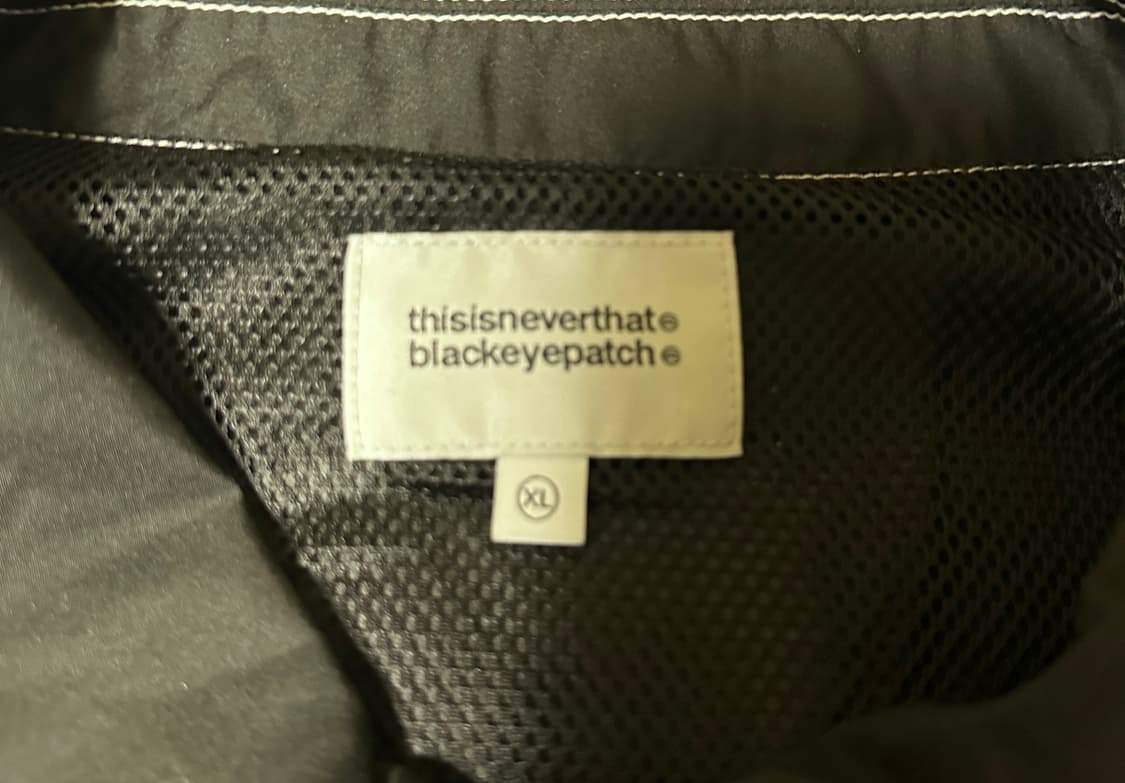 thisisneverthat
blackeyepatch
XL